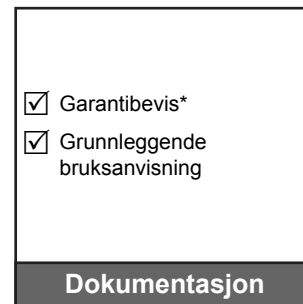 ☑ Garantibevis*
☑ Grunnleggende
bruksanvisning
Dokumentasjon